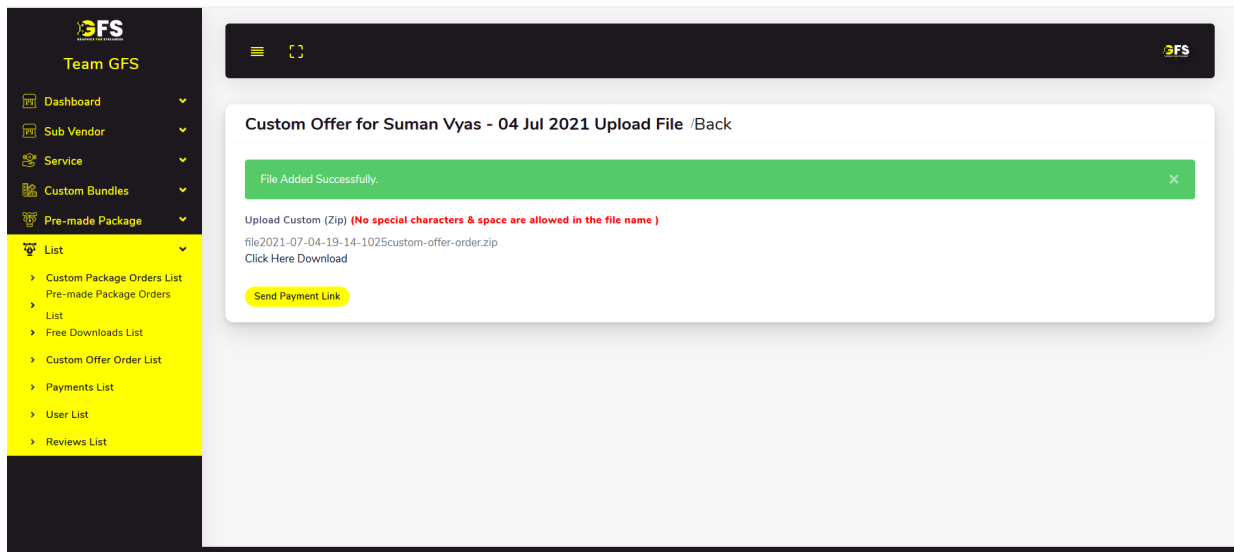 GFS
GRAPHICS FOR STREAMERS
Team GFS
Dashboard
Sub Vendor
Service
Custom Bundles
Pre-made Package
List
Custom Package Orders List
Pre-made Package Orders
List
Free Downloads List
Custom Offer Order List
Payments List
User List
Reviews List
GFS
Custom Offer for Suman Vyas - 04 Jul 2021 Upload File /Back
File Added Successfully.
Upload Custom (Zip) (No special characters & space are allowed in the file name )
file2021-07-04-19-14-1025custom-offer-order.zip
Click Here Download
Send Payment Link